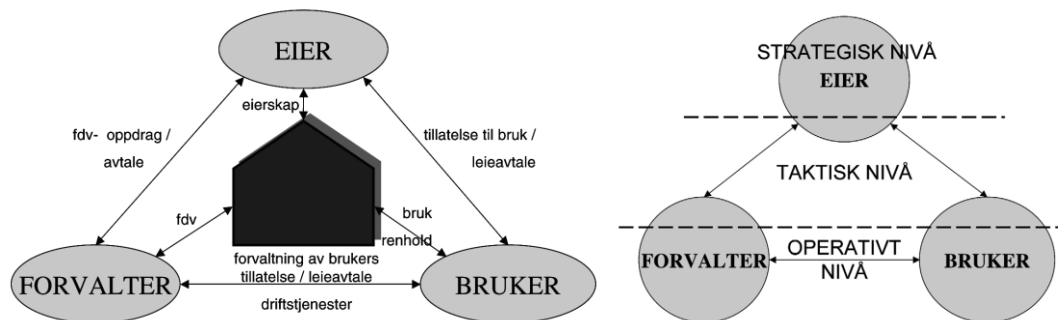 EIER
eierskap
fdv- oppdrag /
avtale
tillatelse til bruk /
leieavtale
fdv
bruk
renhold
forvaltning av brukers
tillatelse / leieavtale
driftstjenester
FORVALTER
BRUKER
STRATEGISK NIVÅ
EIER
TAKTISK NIVÅ
OPERATIVT
NIVÅ
FORVALTER
BRUKER